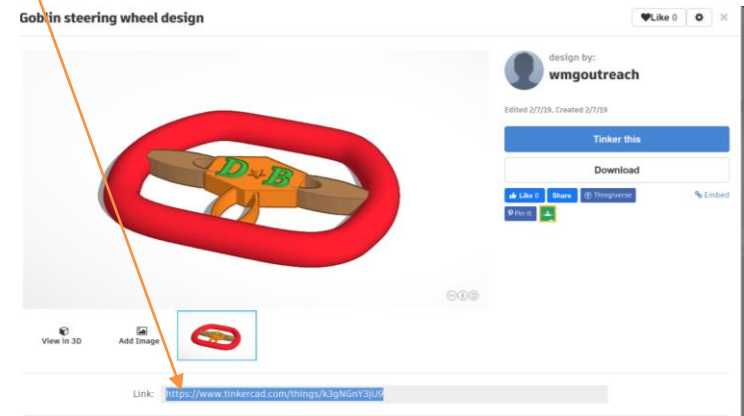 Goblin steering wheel design
Like 0
design by:
wmgoutreach
Edited 2/7/19, Created 2/7/19
Tinker this
Download
Like 0 Share Thingiverse Embed
Pin it
D B
View in 3D Add Image
Link: https://www.tinkercad.com/things/k3gNGnY3jU9